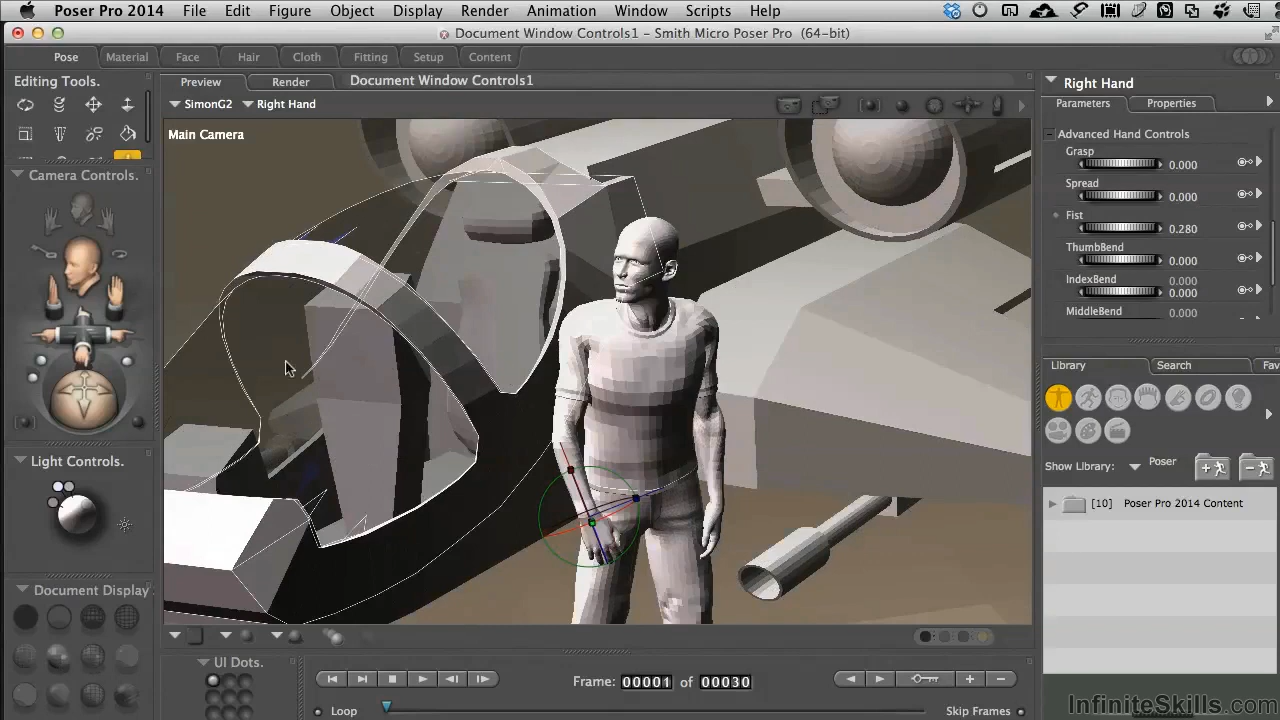 Poser Pro 2014 File Edit Figure Object Display Render Animation Window Scripts Help
Document Window Controls1 - Smith Micro Poser Pro (64-bit)
Pose Material Face Hair Cloth Fitting Setup Content
Editing Tools.
Preview Render Document Window Controls1
SimonG2 Right Hand
Main Camera
Camera Controls.
Light Controls.
Document Display
UI Dots.
Frame: 00001 of 00030
Loop
Skip Frames
Right Hand
Parameters Properties
Advanced Hand Controls
Grasp
0.000
Spread
0.000
Fist
0.280
ThumbBend
0.000
IndexBend 0.000
0.000
MiddleBend 0.000
Library Search Fav
Show Library: Poser
[10] Poser Pro 2014 Content
InfiniteSkills.com